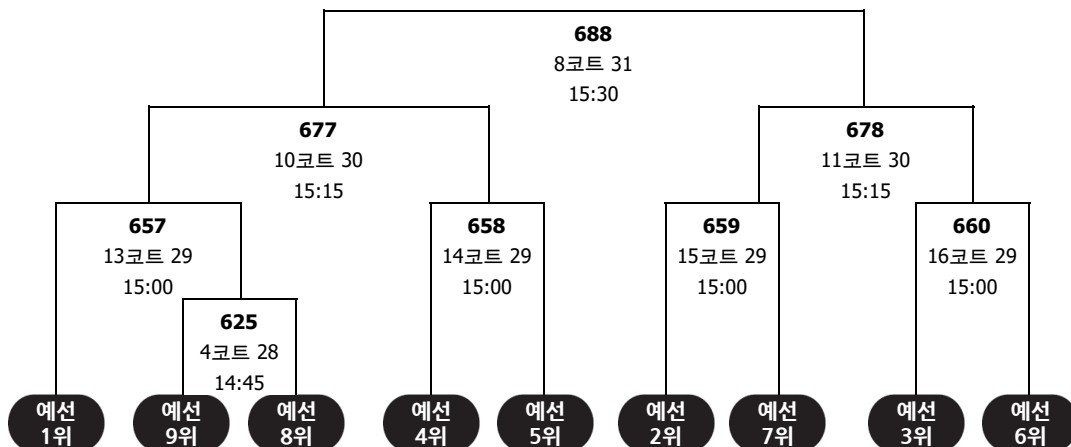 688
8코트 31
15:30
677
10코트 30
15:15
678
11코트 30
15:15
657
13코트 29
15:00
658
14코트 29
15:00
659
15코트 29
15:00
660
16코트 29
15:00
625
4코트 28
14:45
예선
1위
예선
9위
예선
8위
예선
4위
예선
5위
예선
2위
예선
7위
예선
3위
예선
6위